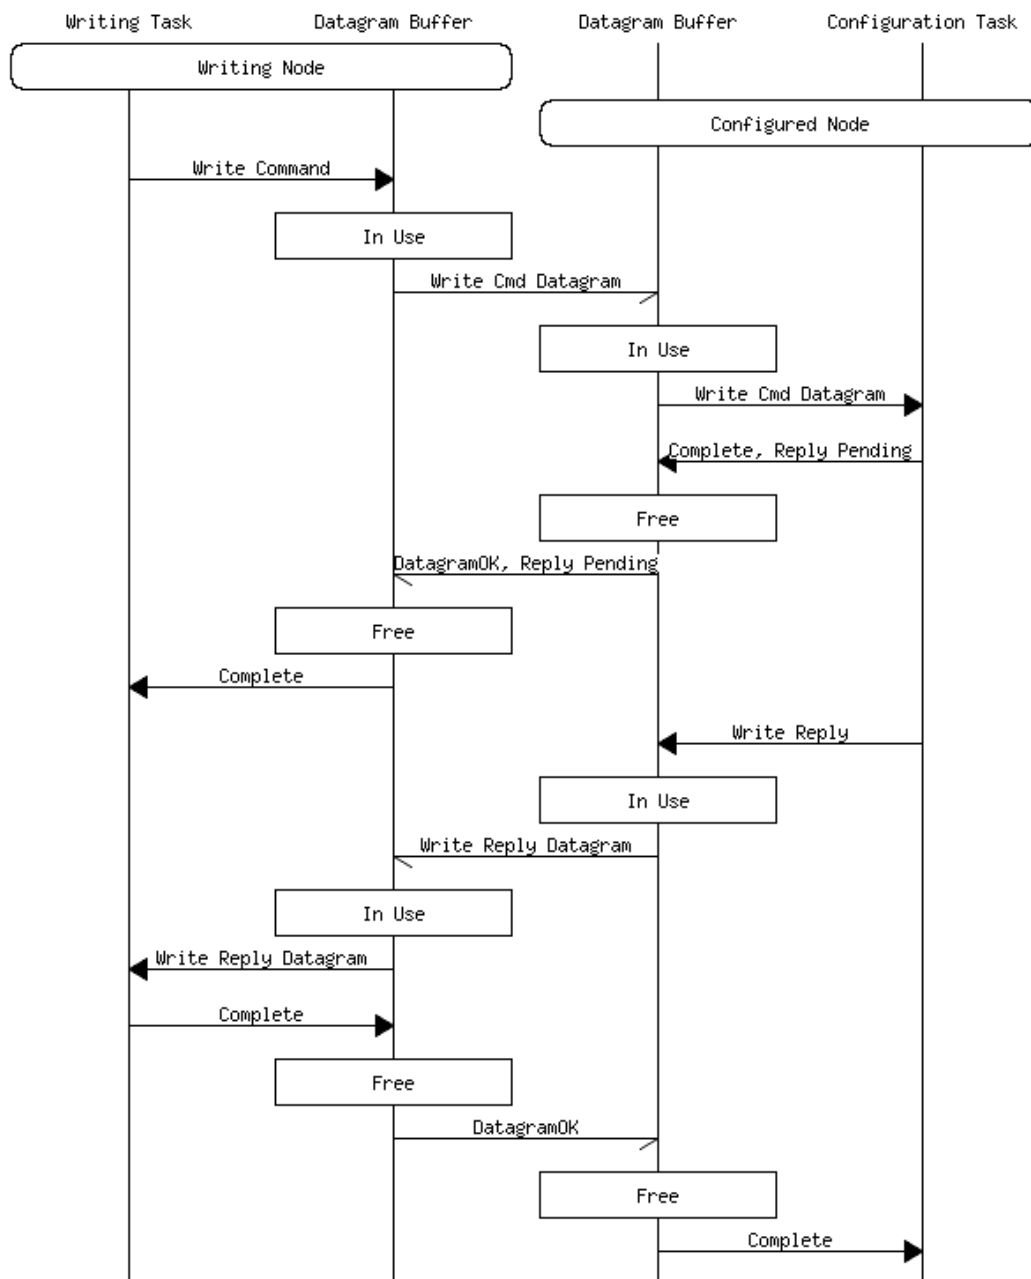 Writing Task
Datagram Buffer
Datagram Buffer
Configuration Task
Writing Node
Configured Node
Write Command
In Use
Write Cmd Datagram
In Use
Write Cmd Datagram
Complete, Reply Pending
Free
DatagramOK, Reply Pending
Free
Complete
Write Reply
In Use
Write Reply Datagram
In Use
Write Reply Datagram
Complete
Free
DatagramOK
Free
Complete